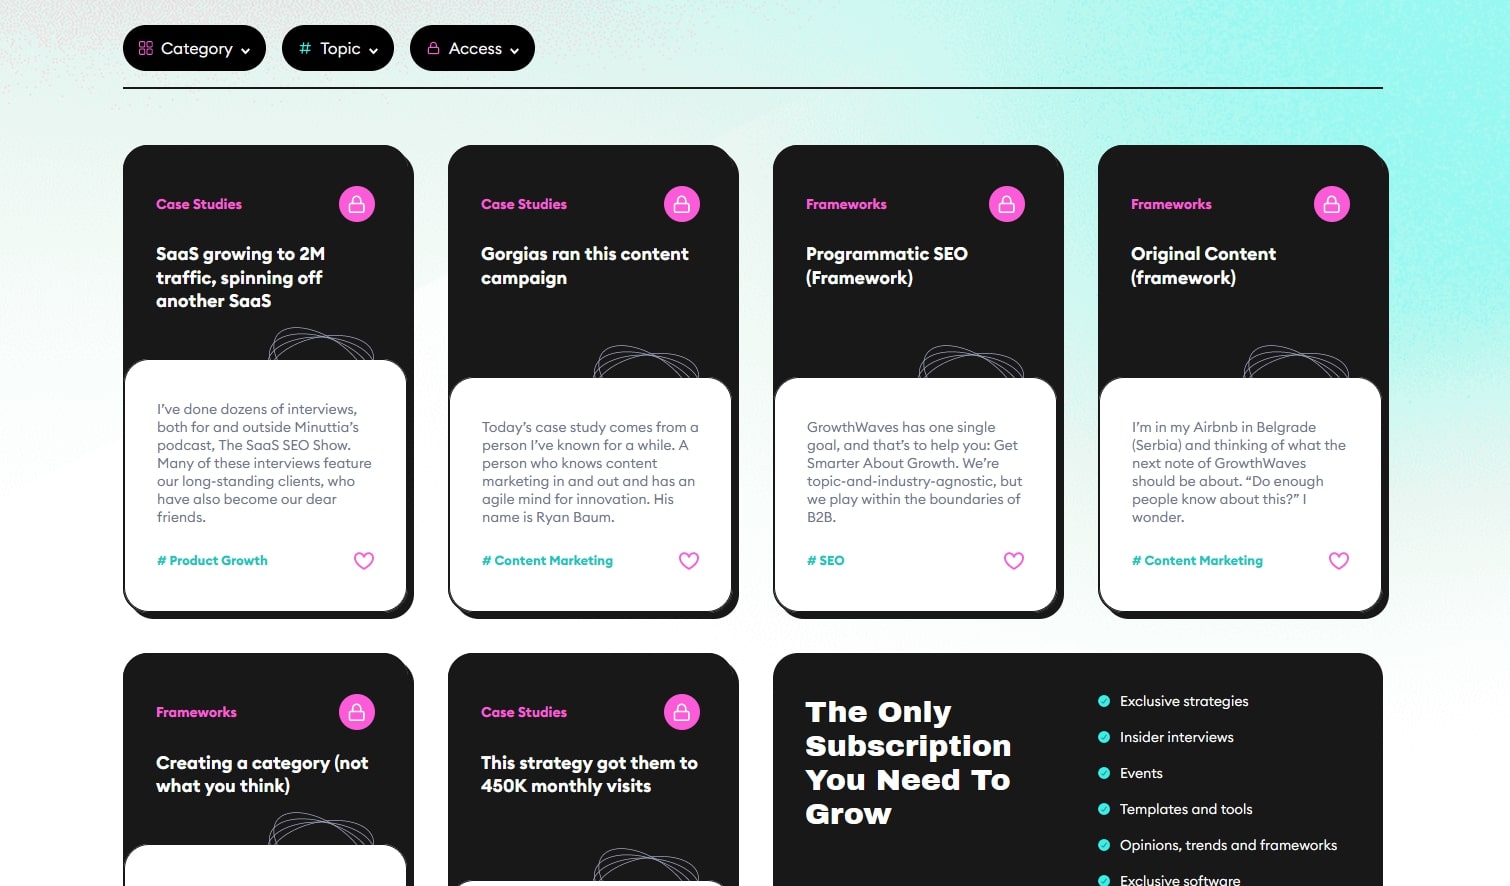 Category
Topic
Access
Case Studies
SaaS growing to 2M
traffic, spinning off
another SaaS
I've done dozens of interviews,
both for and outside Minuttia's
podcast, The SaaS SEO Show.
Many of these interviews feature
our long-standing clients, who
have also become our dear
friends.
# Product Growth
Case Studies
Gorgias ran this content
campaign
Today's case study comes from a
person I've known for a while. A
person who knows content
marketing in and out and has an
agile mind for innovation. His
name is Ryan Baum.
# Content Marketing
Frameworks
Programmatic SEO
(Framework)
GrowthWaves has one single
goal, and that's to help you: Get
Smarter About Growth. We're
topic-and-industry-agnostic, but
we play within the boundaries of
B2B.
# SEO
Frameworks
Original Content
(framework)
I'm in my Airbnb in Belgrade
(Serbia) and thinking of what the
next note of GrowthWaves
should be about. “Do enough
people know about this?” I
wonder.
# Content Marketing
Frameworks
Creating a category (not
what you think)
Case Studies
This strategy got them to
450K monthly visits
The Only
Subscription
You Need To
Grow
Exclusive strategies
Insider interviews
Events
Templates and tools
Opinions, trends and frameworks
Exclusive software